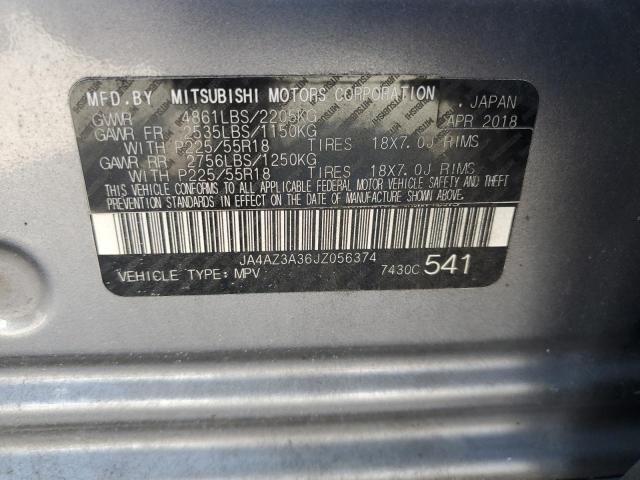 MFD.BY MITSUBISHI MOTORS CORPORATION , JAPAN
GVWR 4861LBS/2205KG APR 2018
GAWR FR 2535LBS/1150KG
WITH P225/55R18 TIRES 18X7.0J RIMS
GAWR RR 2756LBS/1250KG
WITH P225/55R18 TIRES 18X7.0J RIMS
THIS VEHICLE CONFORMS TO ALL APPLICABLE FEDERAL MOTOR VEHICLE SAFETY AND THEFT
PREVENTION STANDARDS IN EFFECT ON THE DATE OF MANUFACTURE SHOWN ABOVE.
JA4AZ3A36JZ056374
VEHICLE TYPE: MPV 7430C 541